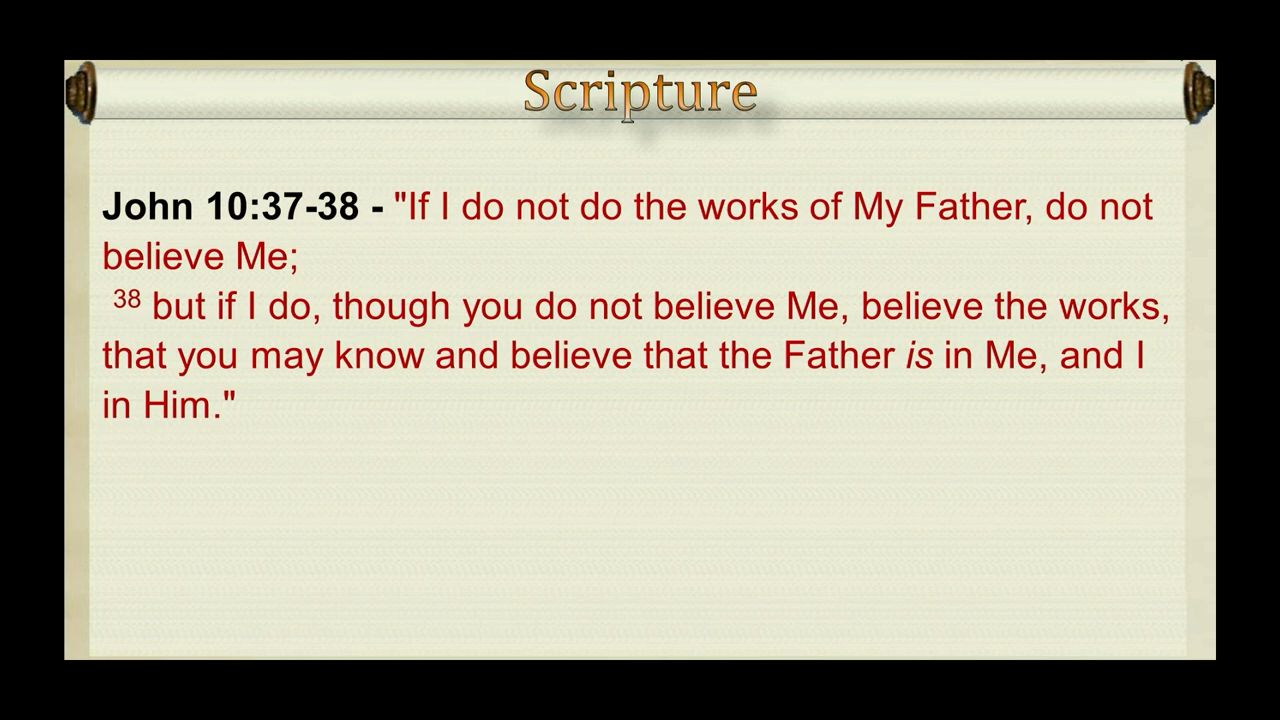 Scripture
John 10:37-38 - "If I do not do the works of My Father, do not
believe Me;
38 but if I do, though you do not believe Me, believe the works,
that you may know and believe that the Father is in Me, and I
in Him."